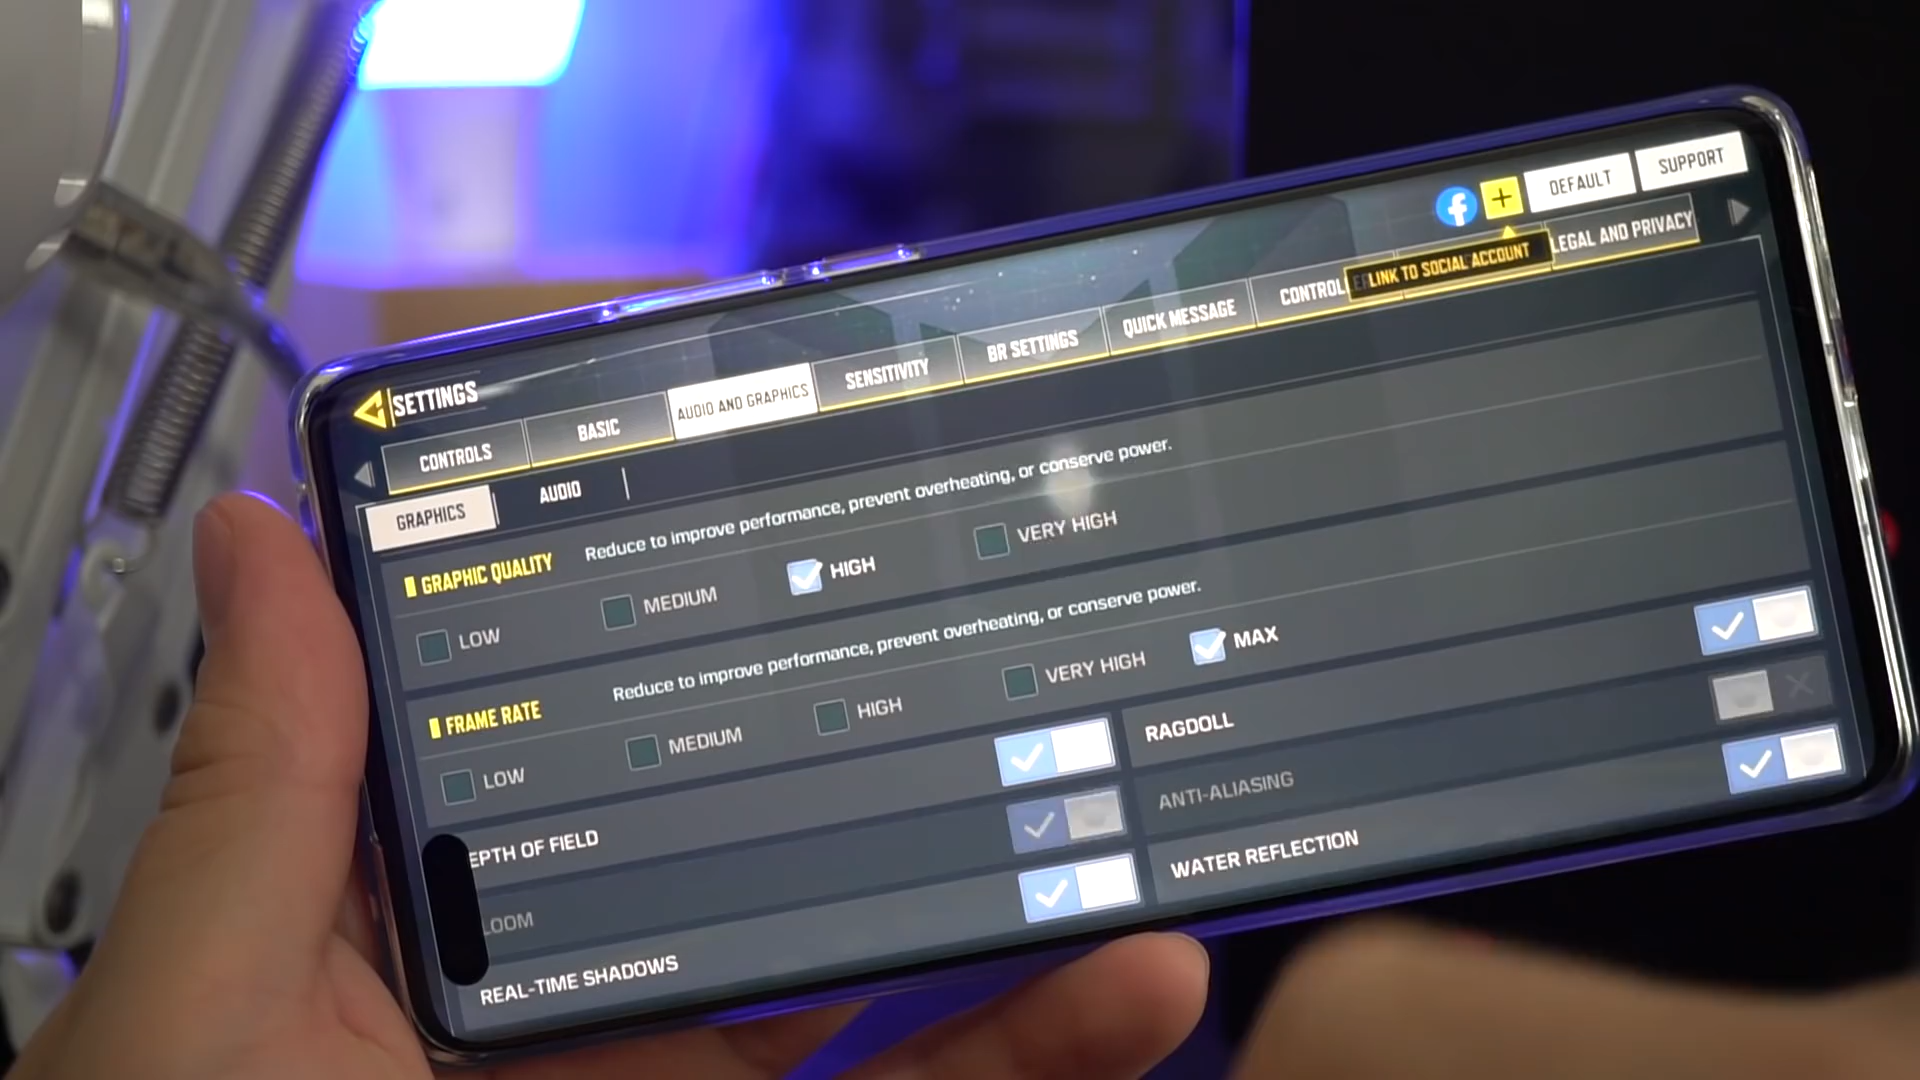 SETTINGS
DEFAULT
SUPPORT
CONTROLS
BASIC
AUDIO AND GRAPHICS
SENSITIVITY
BR SETTINGS
QUICK MESSAGE
CONTROL
LINK TO SOCIAL ACCOUNT
LEGAL AND PRIVACY
GRAPHICS
AUDIO
GRAPHIC QUALITY
Reduce to improve performance, prevent overheating, or conserve power.
LOW
MEDIUM
HIGH
VERY HIGH
FRAME RATE
Reduce to improve performance, prevent overheating, or conserve power.
LOW
MEDIUM
HIGH
VERY HIGH
MAX
EPTH OF FIELD
RAGDOLL
LOOM
ANTI-ALIASING
REAL-TIME SHADOWS
WATER REFLECTION